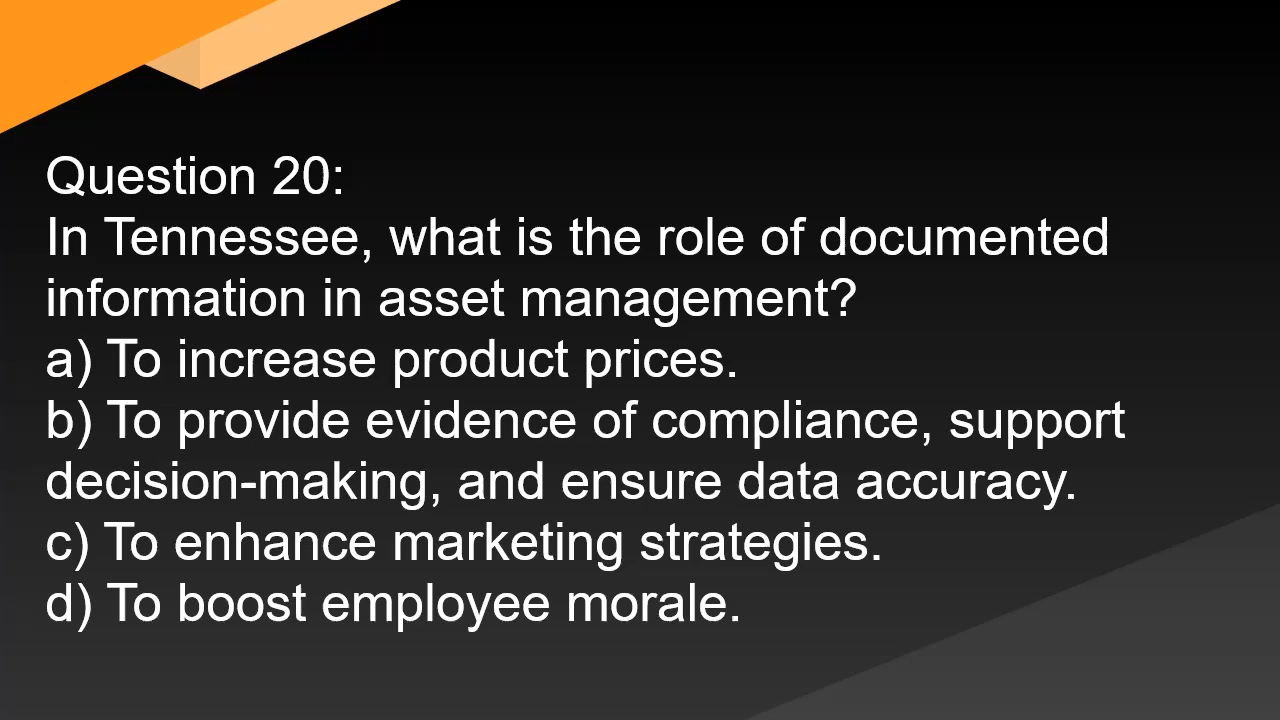 Question 20:
In Tennessee, what is the role of documented
information in asset management?
a) To increase product prices.
b) To provide evidence of compliance, support
decision-making, and ensure data accuracy.
c) To enhance marketing strategies.
d) To boost employee morale.